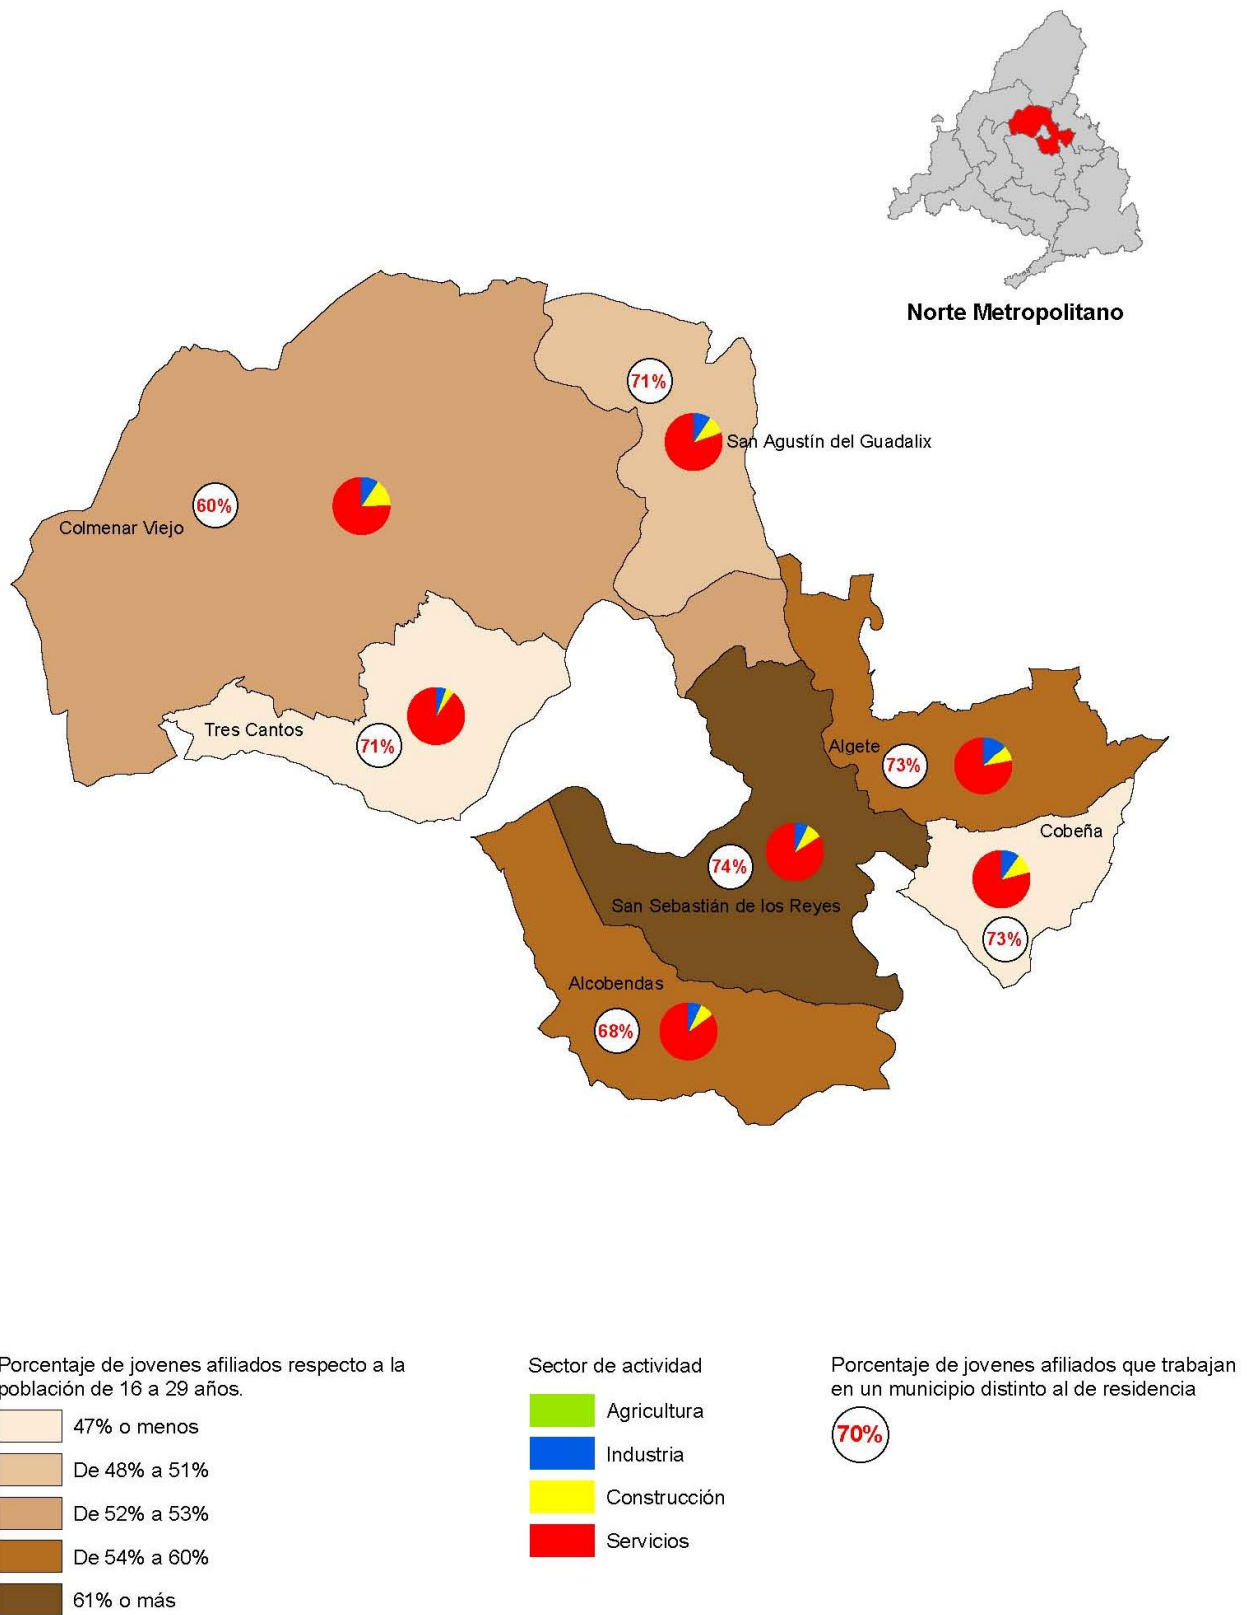 Norte Metropolitano
71%
San Agustín del Guadalix
60%
Colmenar Viejo
Tres Cantos
71%
Algete
73%
Cobeña
74%
San Sebastián de los Reyes
73%
Alcobendas
68%
Porcentaje de jovenes afiliados respecto a la
población de 16 a 29 años.
47% o menos
De 48% a 51%
De 52% a 53%
De 54% a 60%
61% o más
Sector de actividad
Agricultura
Industria
Construcción
Servicios
Porcentaje de jovenes afiliados que trabajan
en un municipio distinto al de residencia
70%